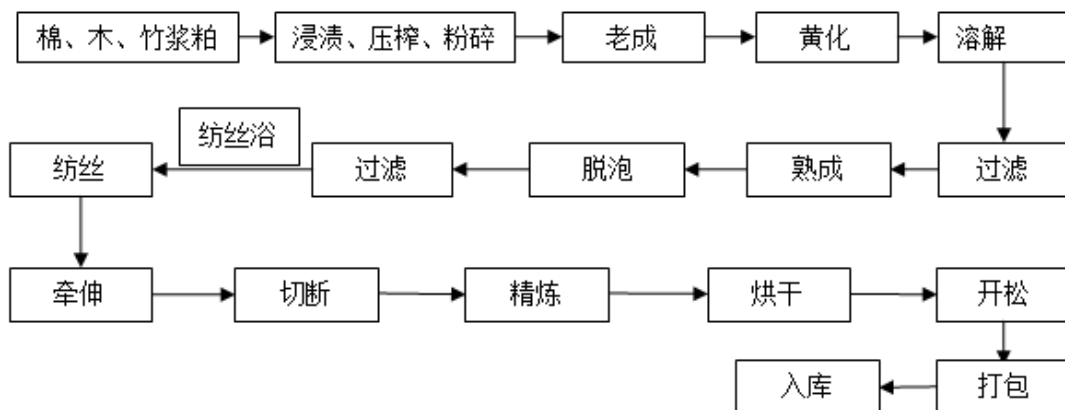 棉、木、竹浆粕
浸渍、压榨、粉碎
老成
黄化
溶解
过滤
熟成
脱泡
过滤
纺丝浴
纺丝
牵伸
切断
精炼
烘干
开松
打包
入库